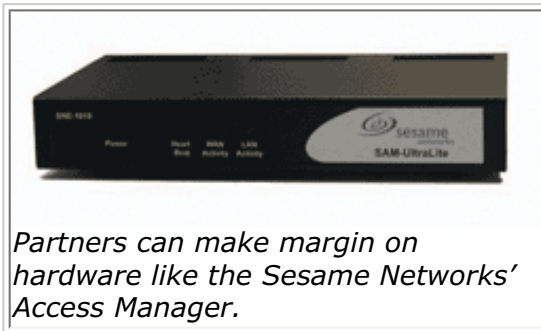 SNE-1010
Power
Heart Beat
WAN Activity
LAN Activity
sesame
networks
SAM-UltraLite
Partners can make margin on
hardware like the Sesame Networks’
Access Manager.